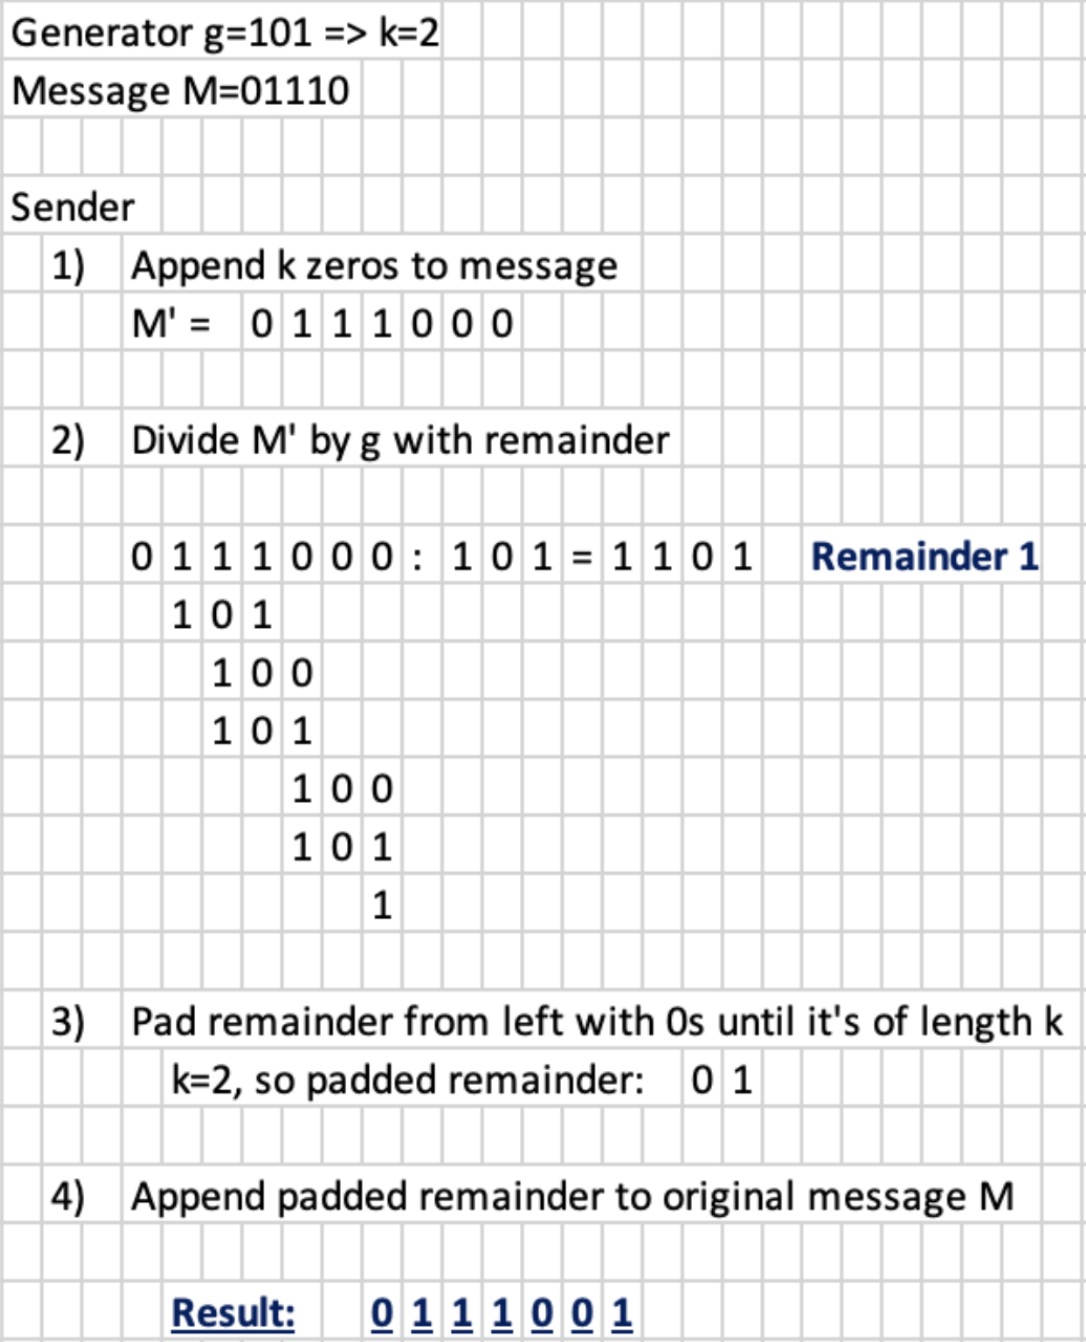 Generator g=101 => k=2
Message M=01110
Sender
1) Append k zeros to message
M' = 0 1 1 1 0 0 0
2) Divide M' by g with remainder
0 1 1 1 0 0 0 : 1 0 1 = 1 1 0 1 Remainder 1
1 0 1
1 0 0
1 0 1
1 0 0
1 0 1
1
3) Pad remainder from left with 0s until it's of length k
k=2, so padded remainder: 0 1
4) Append padded remainder to original message M
Result: 0 1 1 1 0 0 1